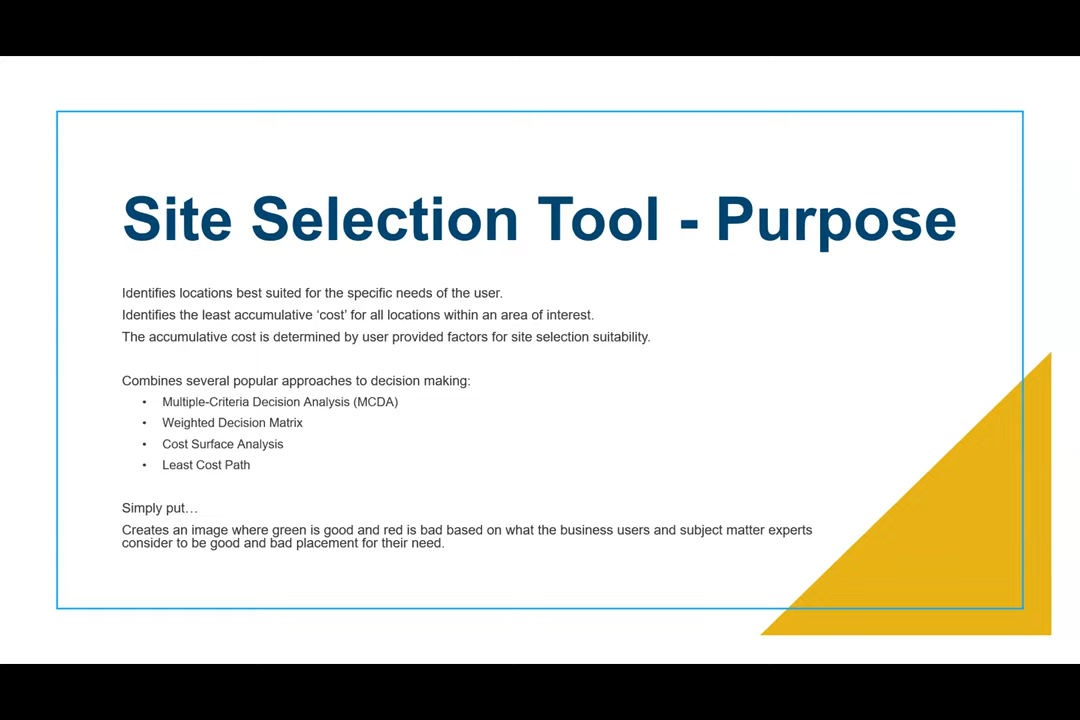 Site Selection Tool - Purpose
Identifies locations best suited for the specific needs of the user.
Identifies the least accumulative ‘cost’ for all locations within an area of interest.
The accumulative cost is determined by user provided factors for site selection suitability.
Combines several popular approaches to decision making:
• Multiple-Criteria Decision Analysis (MCDA)
• Weighted Decision Matrix
• Cost Surface Analysis
• Least Cost Path
Simply put…
Creates an image where green is good and red is bad based on what the business users and subject matter experts
consider to be good and bad placement for their need.